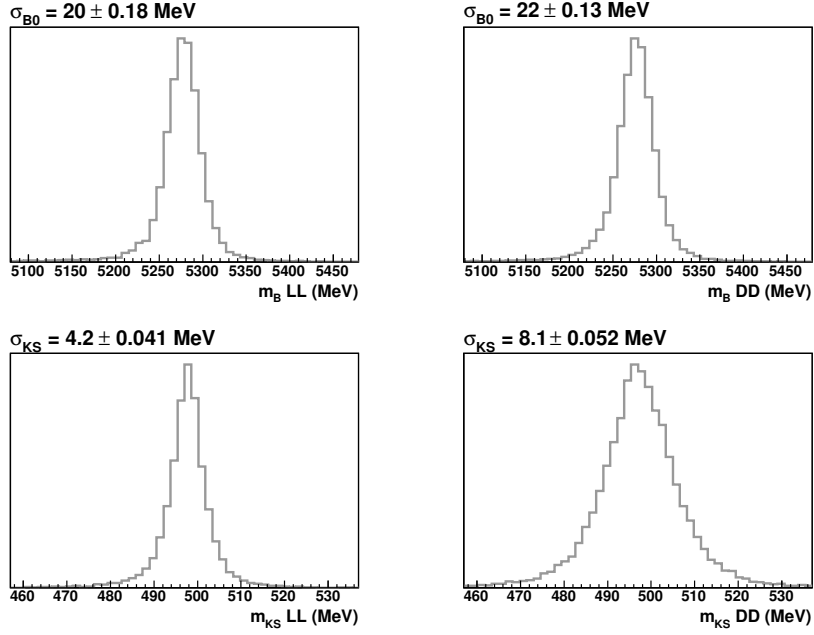 σB0 = 20 ± 0.18 MeV
5100 5150 5200 5250 5300 5350 5400 5450
mB LL (MeV)
σB0 = 22 ± 0.13 MeV
5100 5150 5200 5250 5300 5350 5400 5450
mB DD (MeV)
σKS = 4.2 ± 0.041 MeV
460 470 480 490 500 510 520 530
mKS LL (MeV)
σKS = 8.1 ± 0.052 MeV
460 470 480 490 500 510 520 530
mKS DD (MeV)